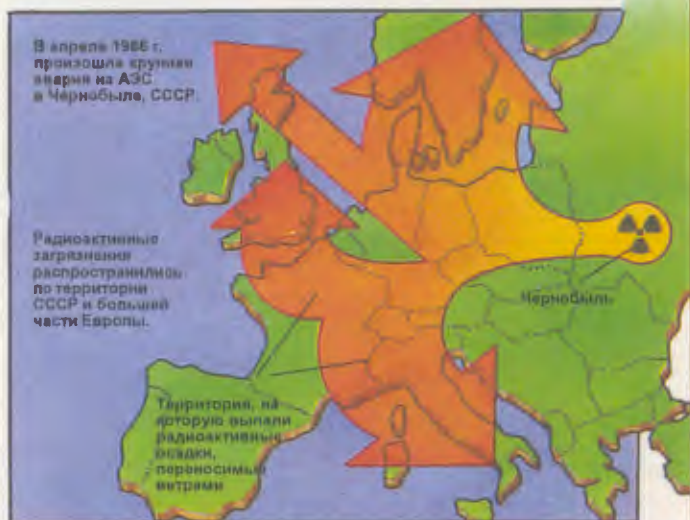 В апреле 1986 г.
произошла крупная
авария на АЭС
в Чернобыле, СССР.
Радиоактивные
загрязнения
распространились
по территории
СССР и большей
части Европы.
Чернобыль
Территория, на
которую выпали
радиоактивные
осадки,
переносимые
ветрами